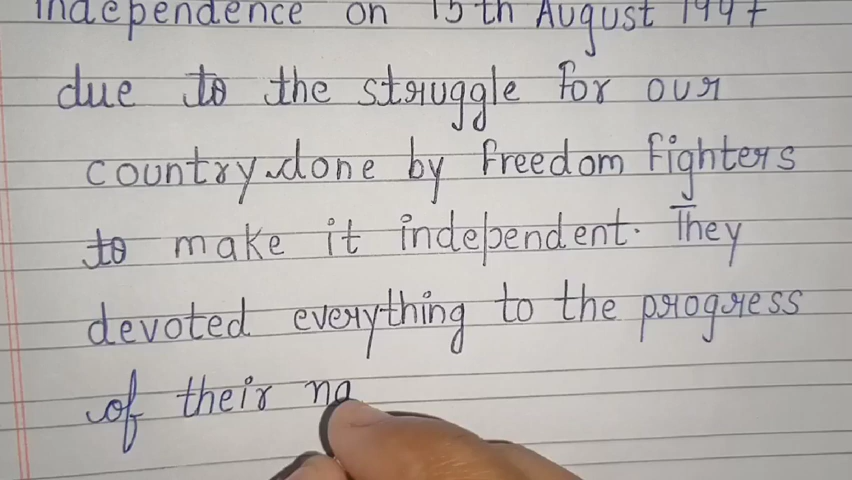 independence on 15th August 1947
due to the struggle for our
country done by freedom fighters
to make it independent. They
devoted everything to the progress
of their na